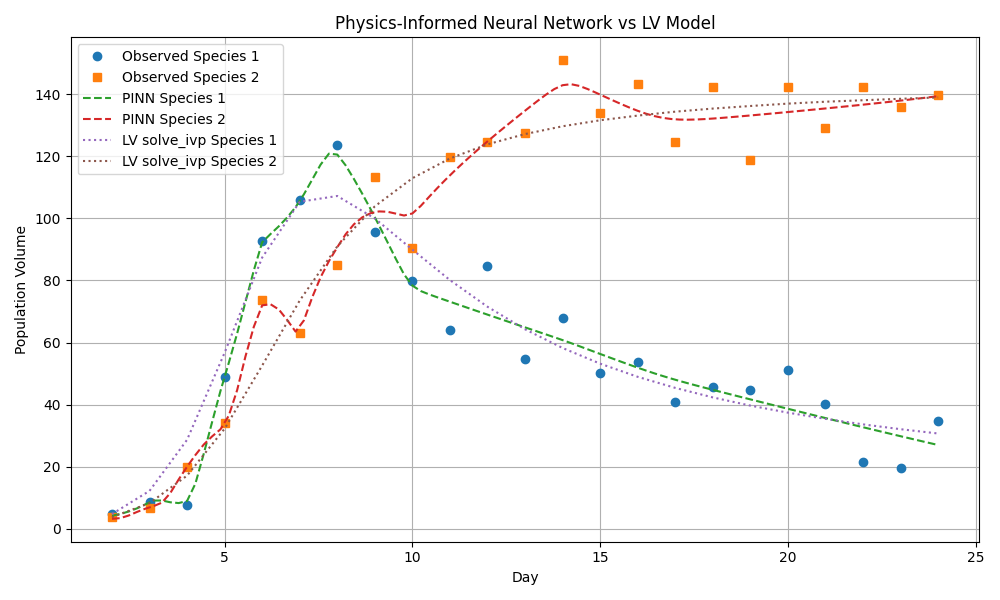 Physics-Informed Neural Network vs LV Model
Observed Species 1
Observed Species 2
PINN Species 1
PINN Species 2
LV solve_ivp Species 1
LV solve_ivp Species 2
Population Volume
140
120
100
80
60
40
20
0
5
10
15
20
25
Day